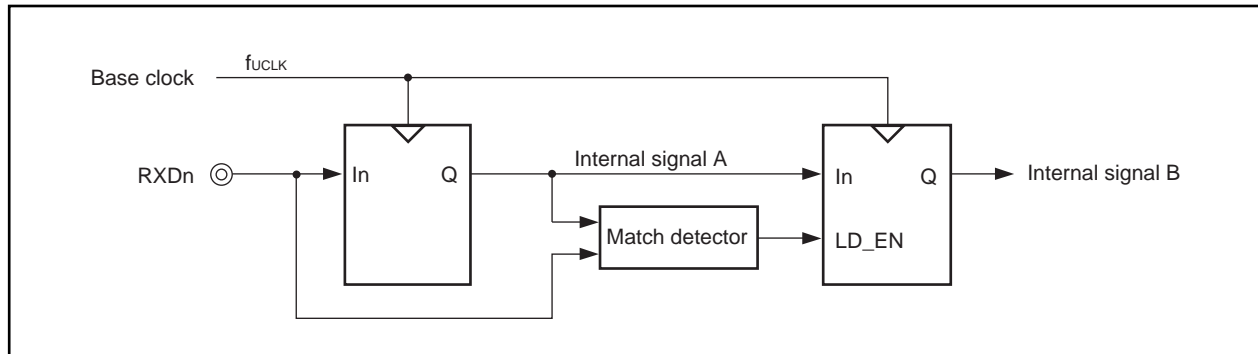 fUCLK
Base clock
RXDn
In
Q
Internal signal A
In
Q
Internal signal B
Match detector
LD_EN